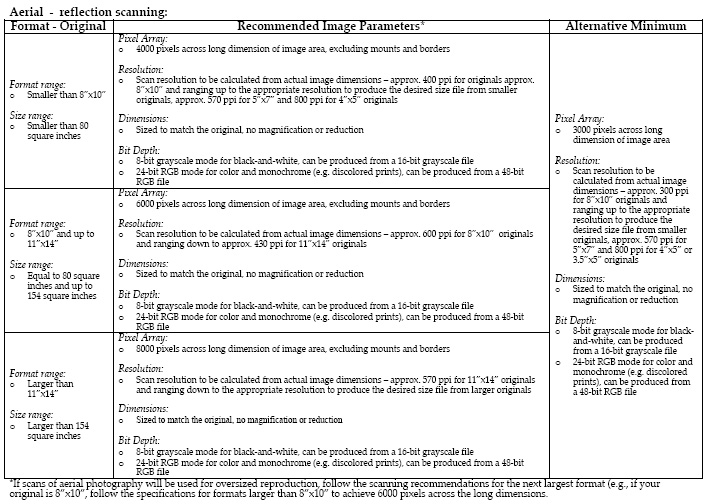 Aerial - reflection scanning:
Format - Original
Recommended Image Parameters*
Alternative Minimum
Format range:
o Smaller than 8"x10"
Size range:
o Smaller than 80
square inches
Pixel Array:
o 4000 pixels across long dimension of image area, excluding mounts and borders
Resolution:
o Scan resolution to be calculated from actual image dimensions – approx. 400 ppi for originals approx.
8"x10" and ranging up to the appropriate resolution to produce the desired size file from smaller
originals, approx. 570 ppi for 5"x7" and 800 ppi for 4"x5" originals
Dimensions:
o Sized to match the original, no magnification or reduction
Bit Depth:
o 8-bit grayscale mode for black-and-white, can be produced from a 16-bit grayscale file
o 24-bit RGB mode for color and monochrome (e.g. discolored prints), can be produced from a 48-bit
RGB file
Format range:
o 8"x10" and up to
11"x14"
Size range:
o Equal to 80 square
inches and up to
154 square inches
Pixel Array:
o 6000 pixels across long dimension of image area, excluding mounts and borders
Resolution:
o Scan resolution to be calculated from actual image dimensions – approx. 600 ppi for 8"x10" originals
and ranging down to approx. 430 ppi for 11"x14" originals
Dimensions:
o Sized to match the original, no magnification or reduction
Bit Depth:
o 8-bit grayscale mode for black-and-white, can be produced from a 16-bit grayscale file
o 24-bit RGB mode for color and monochrome (e.g. discolored prints), can be produced from a 48-bit
RGB file
Format range:
o Larger than
11"x14"
Size range:
o Larger than 154
square inches
Pixel Array:
o 8000 pixels across long dimension of image area, excluding mounts and borders
Resolution:
o Scan resolution to be calculated from actual image dimensions – approx. 570 ppi for 11"x14" originals
and ranging down to the appropriate resolution to produce the desired size file from larger originals
Dimensions:
o Sized to match the original, no magnification or reduction
Bit Depth:
o 8-bit grayscale mode for black-and-white, can be produced from a 16-bit grayscale file
o 24-bit RGB mode for color and monochrome (e.g. discolored prints), can be produced from a 48-bit
RGB file
Pixel Array:
o 3000 pixels across long
dimension of image area
Resolution:
o Scan resolution to be
calculated from actual image
dimensions – approx. 300 ppi
for 8"x10" originals and
ranging up to the appropriate
resolution to produce the
desired size file from smaller
originals, approx. 570 ppi for
5"x7" and 800 ppi for 4"x5" or
3.5"x5" originals
Dimensions:
o Sized to match the original, no
magnification or reduction
Bit Depth:
o 8-bit grayscale mode for black-
and-white, can be produced
from a 16-bit grayscale file
o 24-bit RGB mode for color and
monochrome (e.g. discolored
prints), can be produced from
a 48-bit RGB file
*If scans of aerial photography will be used for oversized reproduction, follow the scanning recommendations for the next largest format (e.g., if your
original is 8"x10", follow the specifications for formats larger than 8"x10" to achieve 6000 pixels across the long dimensions.